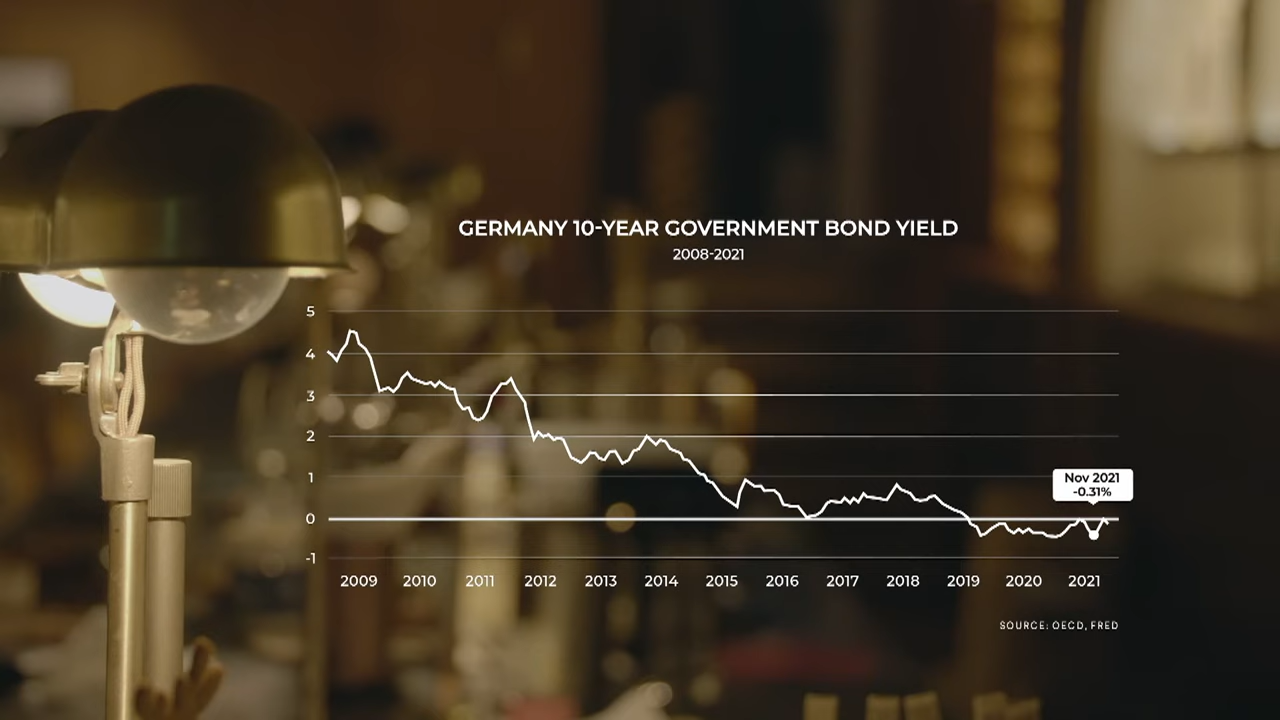 GERMANY 10-YEAR GOVERNMENT BOND YIELD
2008-2021
5
4
3
2
1
0
-1
Nov 2021
-0.31%
2009 2010 2011 2012 2013 2014 2015 2016 2017 2018 2019 2020 2021
SOURCE: OECD, FRED